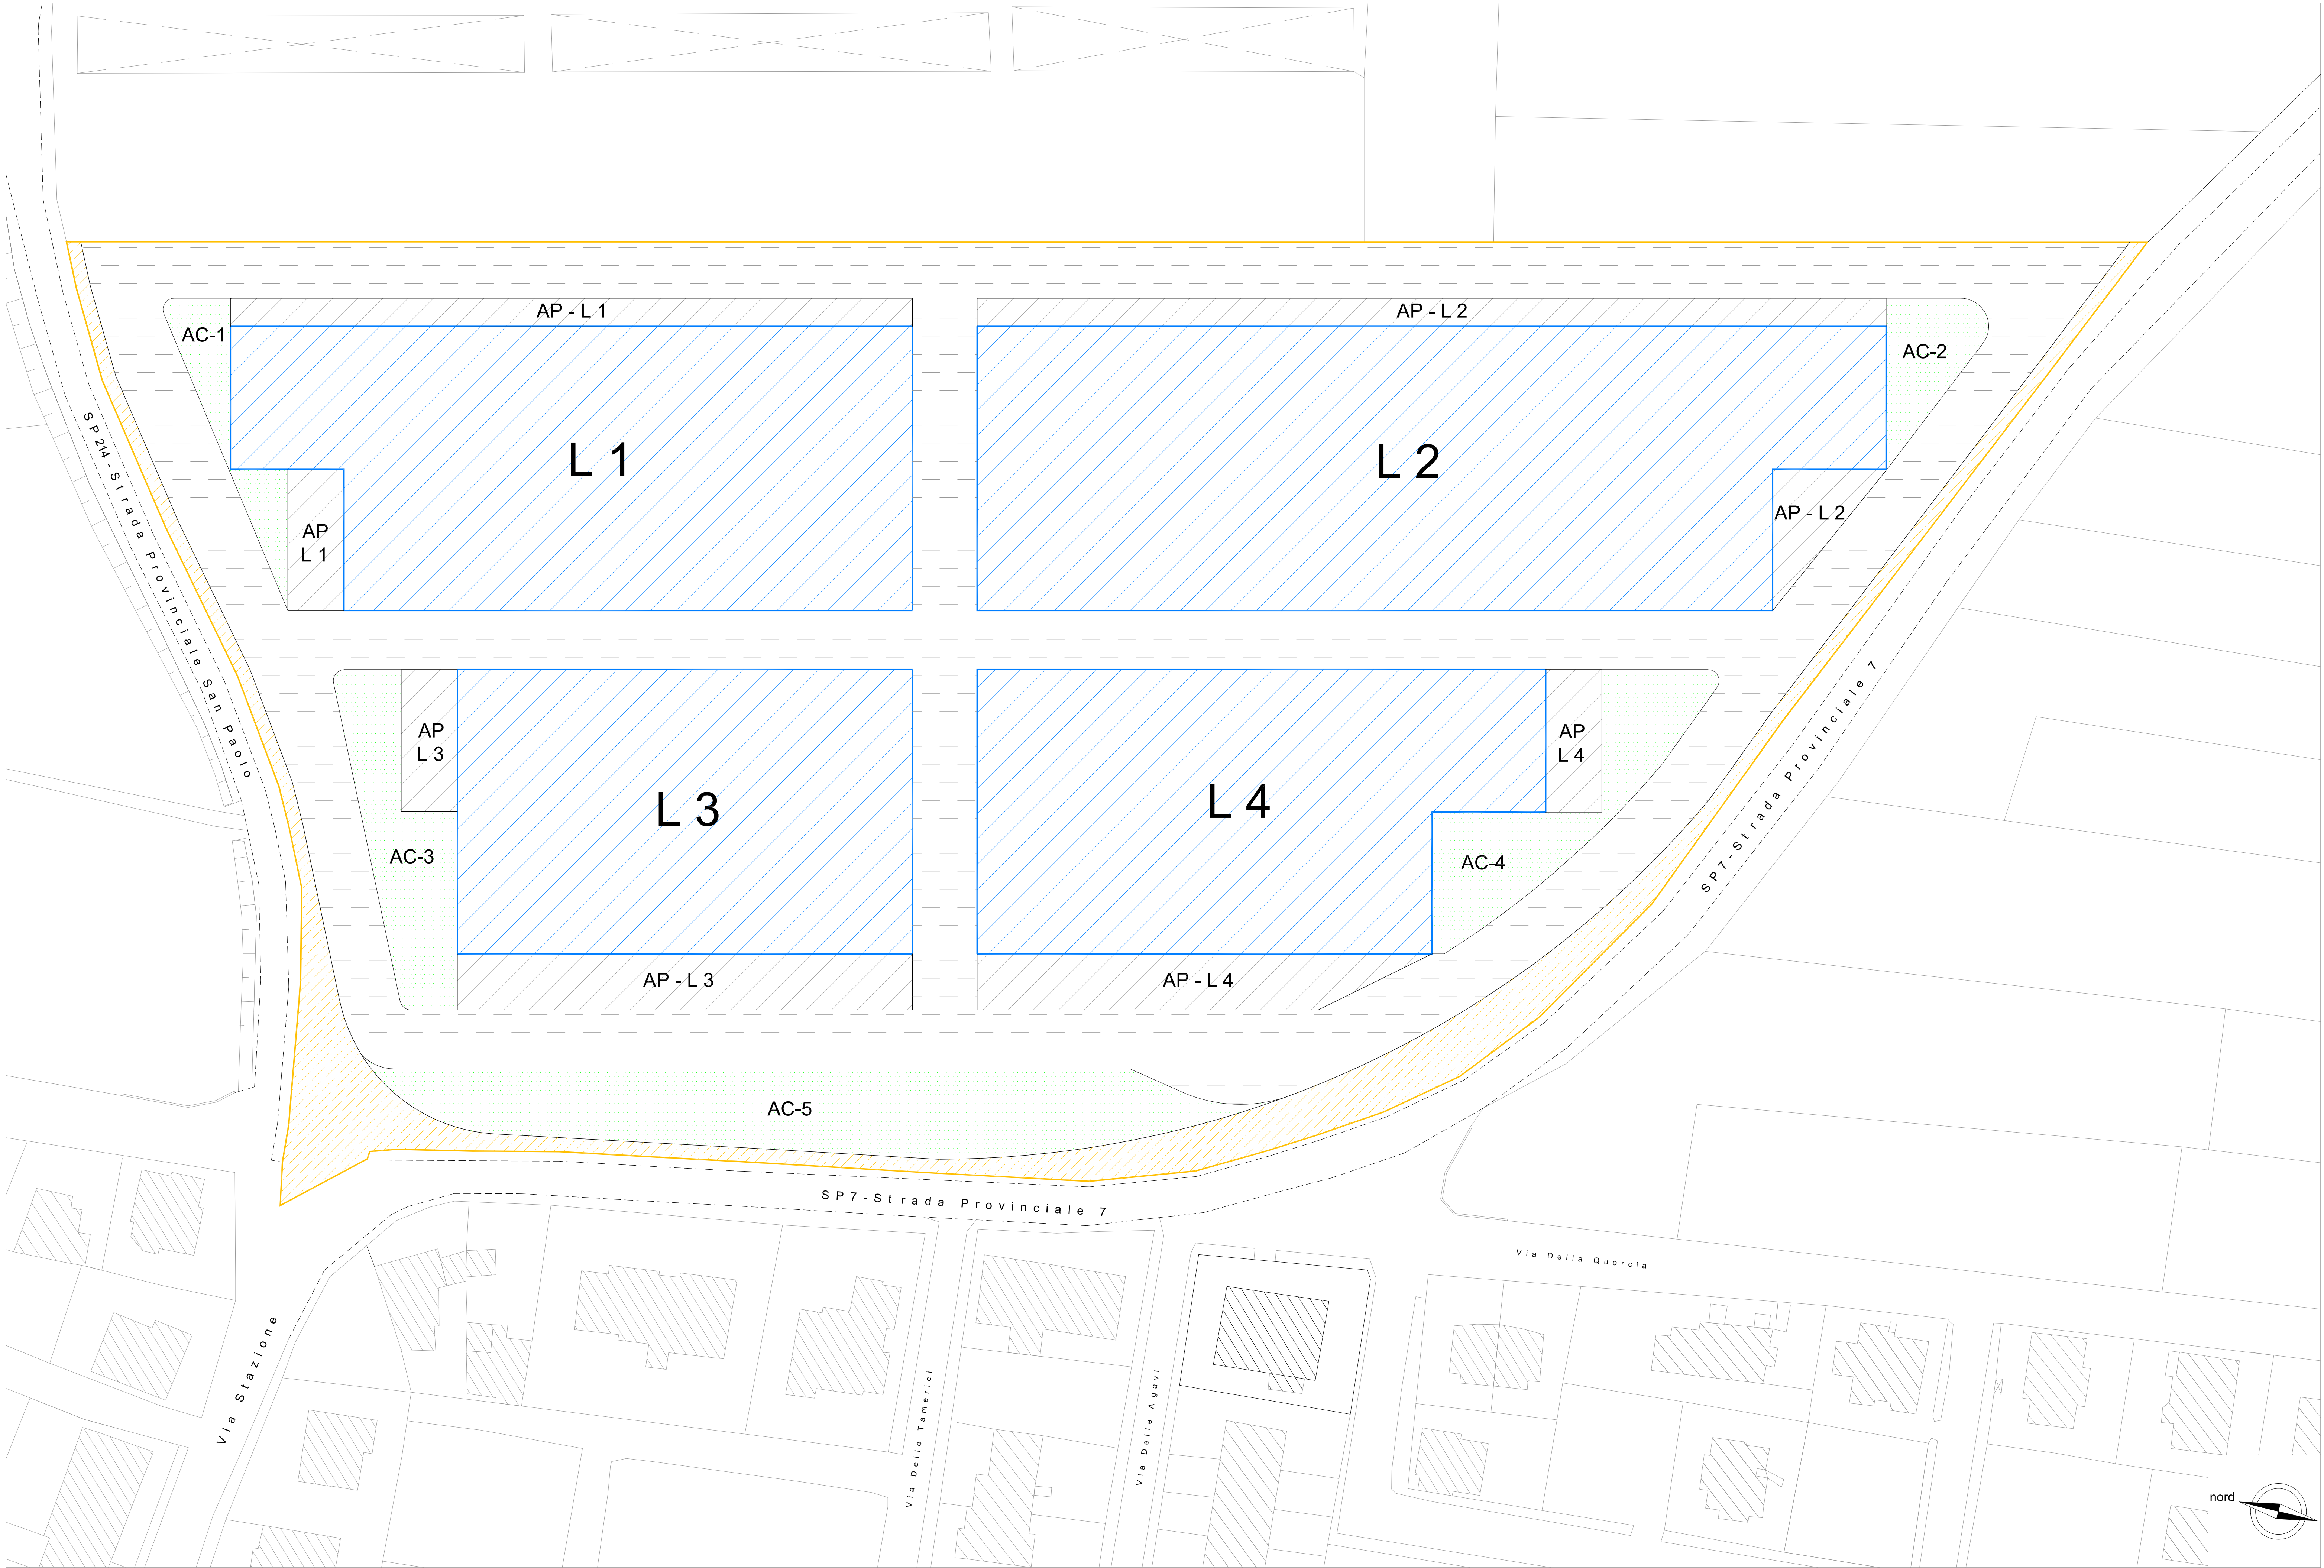 AP - L 1
AP - L 2
AC-1
AC-2
L 1
L 2
AP
L 1
AP - L 2
SP 214 - Strada Provinciale San Paolo
AP
L 3
AP
L 4
L 3
L 4
AC-3
AC-4
SP7-Strada Provinciale 7
AP - L 3
AP - L 4
AC-5
SP7-Strada Provinciale 7
Via Della Quercia
Via Stazione
Via Delle Tamerici
Via Delle Agavi
nord